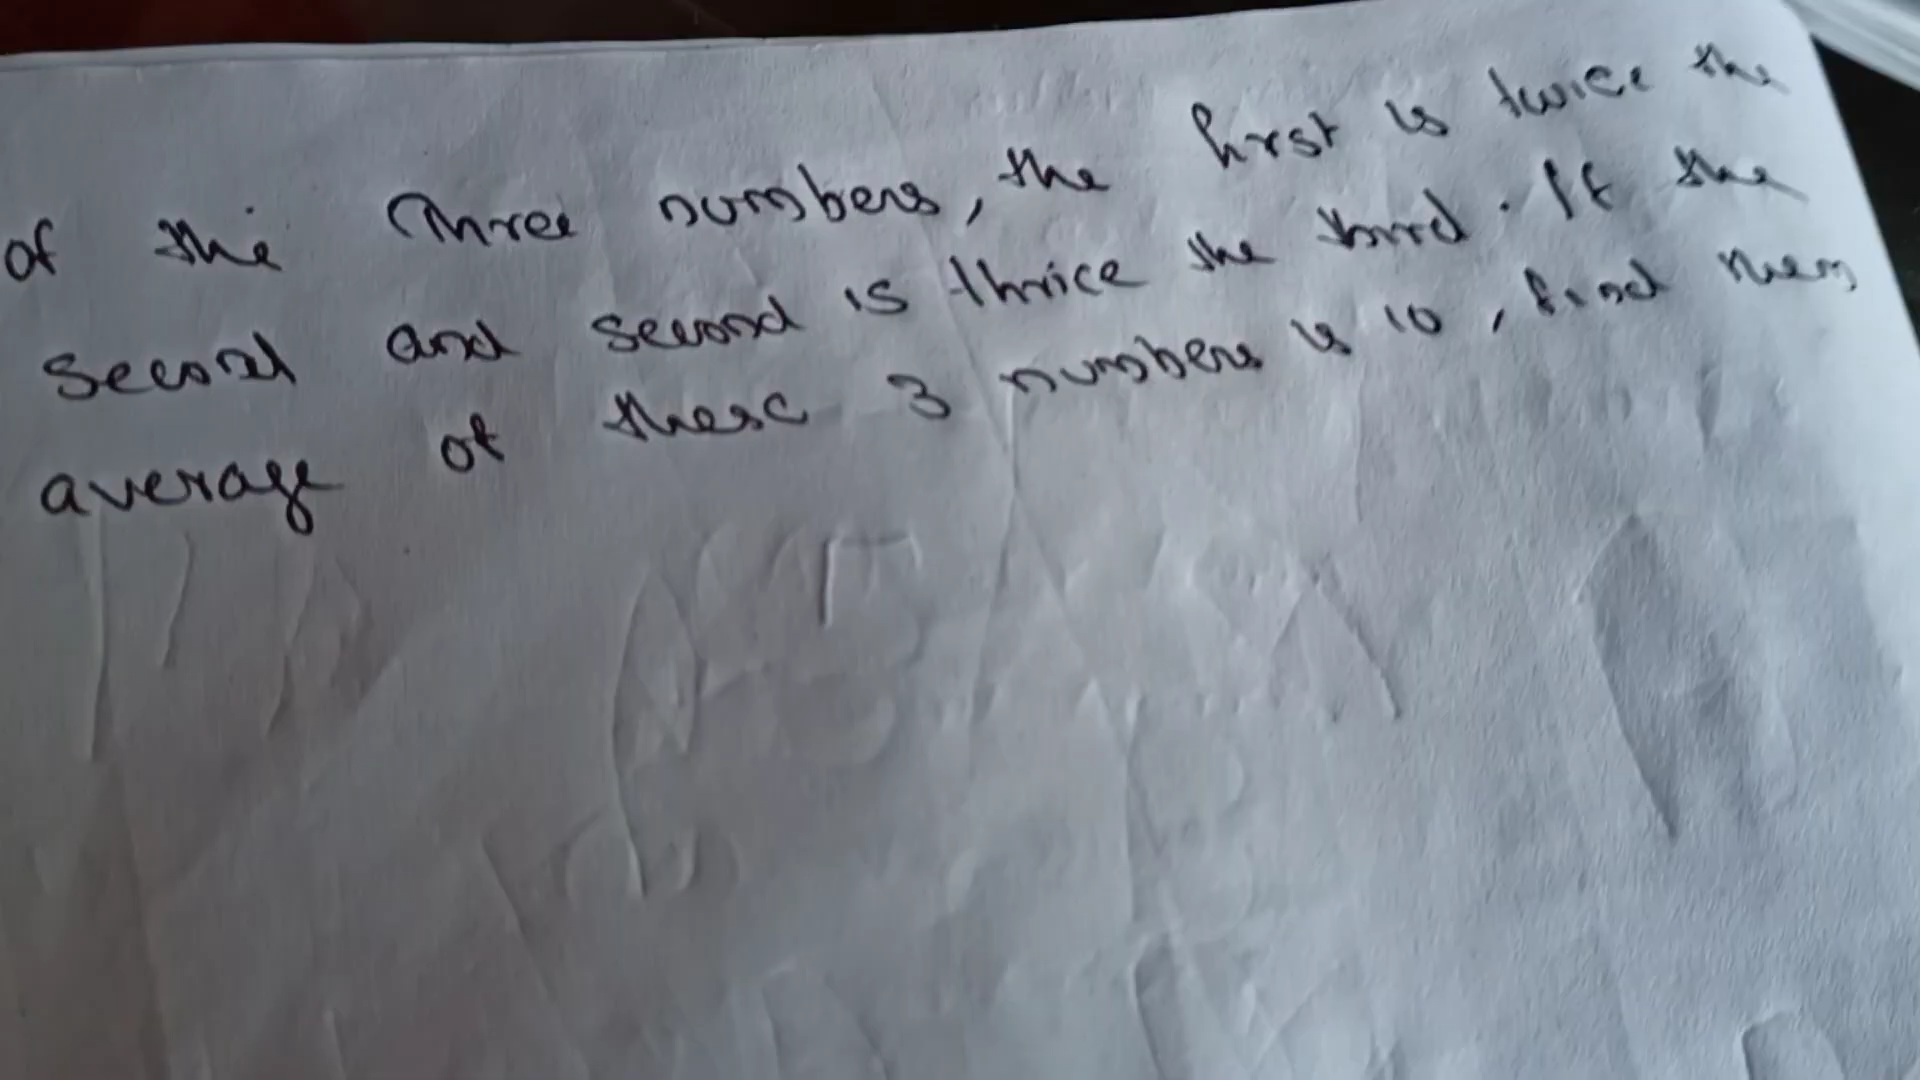 Of the Three numbers, the first is twice the
Second and second is thrice the third. If the
average of these 3 numbers is 10, find them